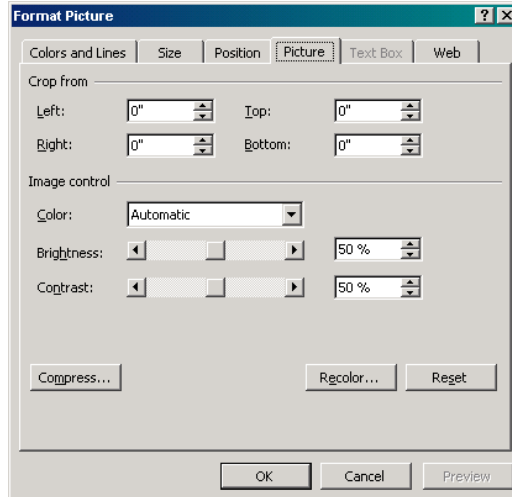 Format Picture
Colors and Lines Size Position Picture Text Box Web
Crop from
Left: 0" Top: 0"
Right: 0" Bottom: 0"
Image control
Color: Automatic
Brightness: 50 %
Contrast: 50 %
Compress... Recolor... Reset
OK Cancel Preview